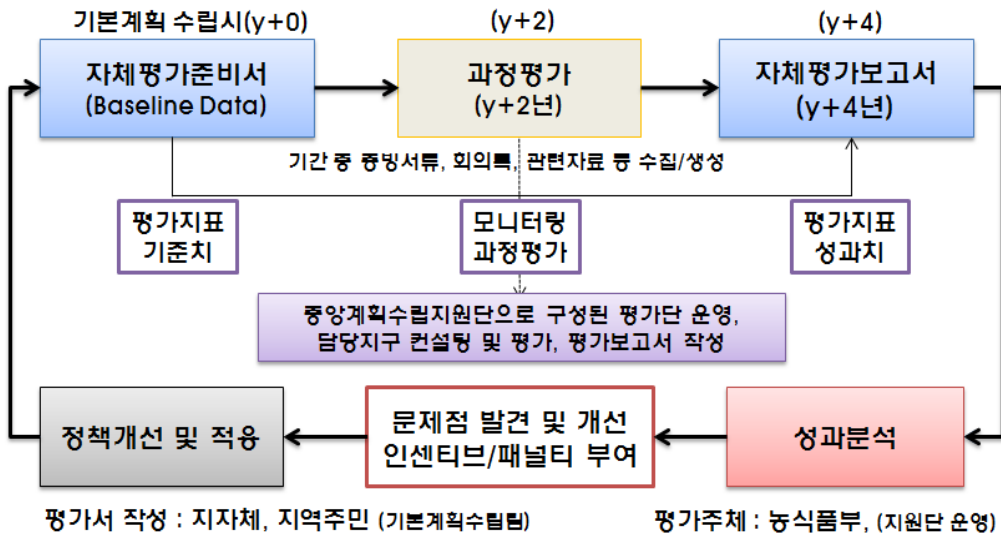 기본계획 수립시(y+0)
(y+2)
(y+4)
자체평가준비서
(Baseline Data)
과정평가
(y+2년)
자체평가보고서
(y+4년)
기간 중 증빙서류, 회의록, 관련자료 등 수집/생성
평가지표
기준치
모니터링
과정평가
평가지표
성과치
중앙계획수립지원단으로 구성된 평가단 운영,
담당지구 컨설팅 및 평가, 평가보고서 작성
정책개선 및 적용
문제점 발견 및 개선
인센티브/패널티 부여
성과분석
평가서 작성 : 지자체, 지역주민 (기본계획수립팀)
평가주체 : 농식품부, (지원단 운영)